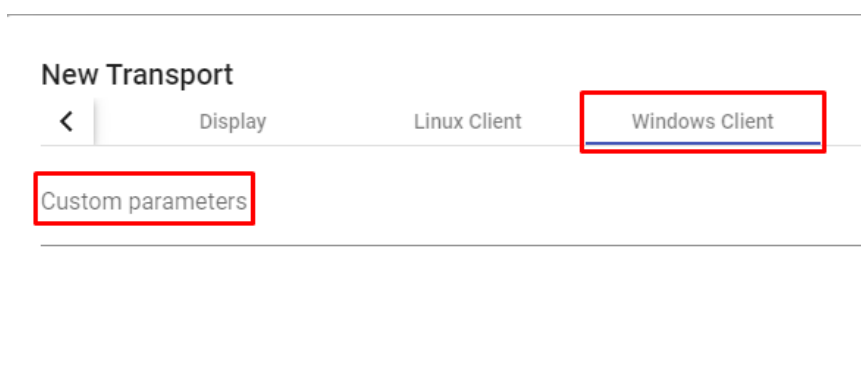 New Transport
Display Linux Client Windows Client
Custom parameters